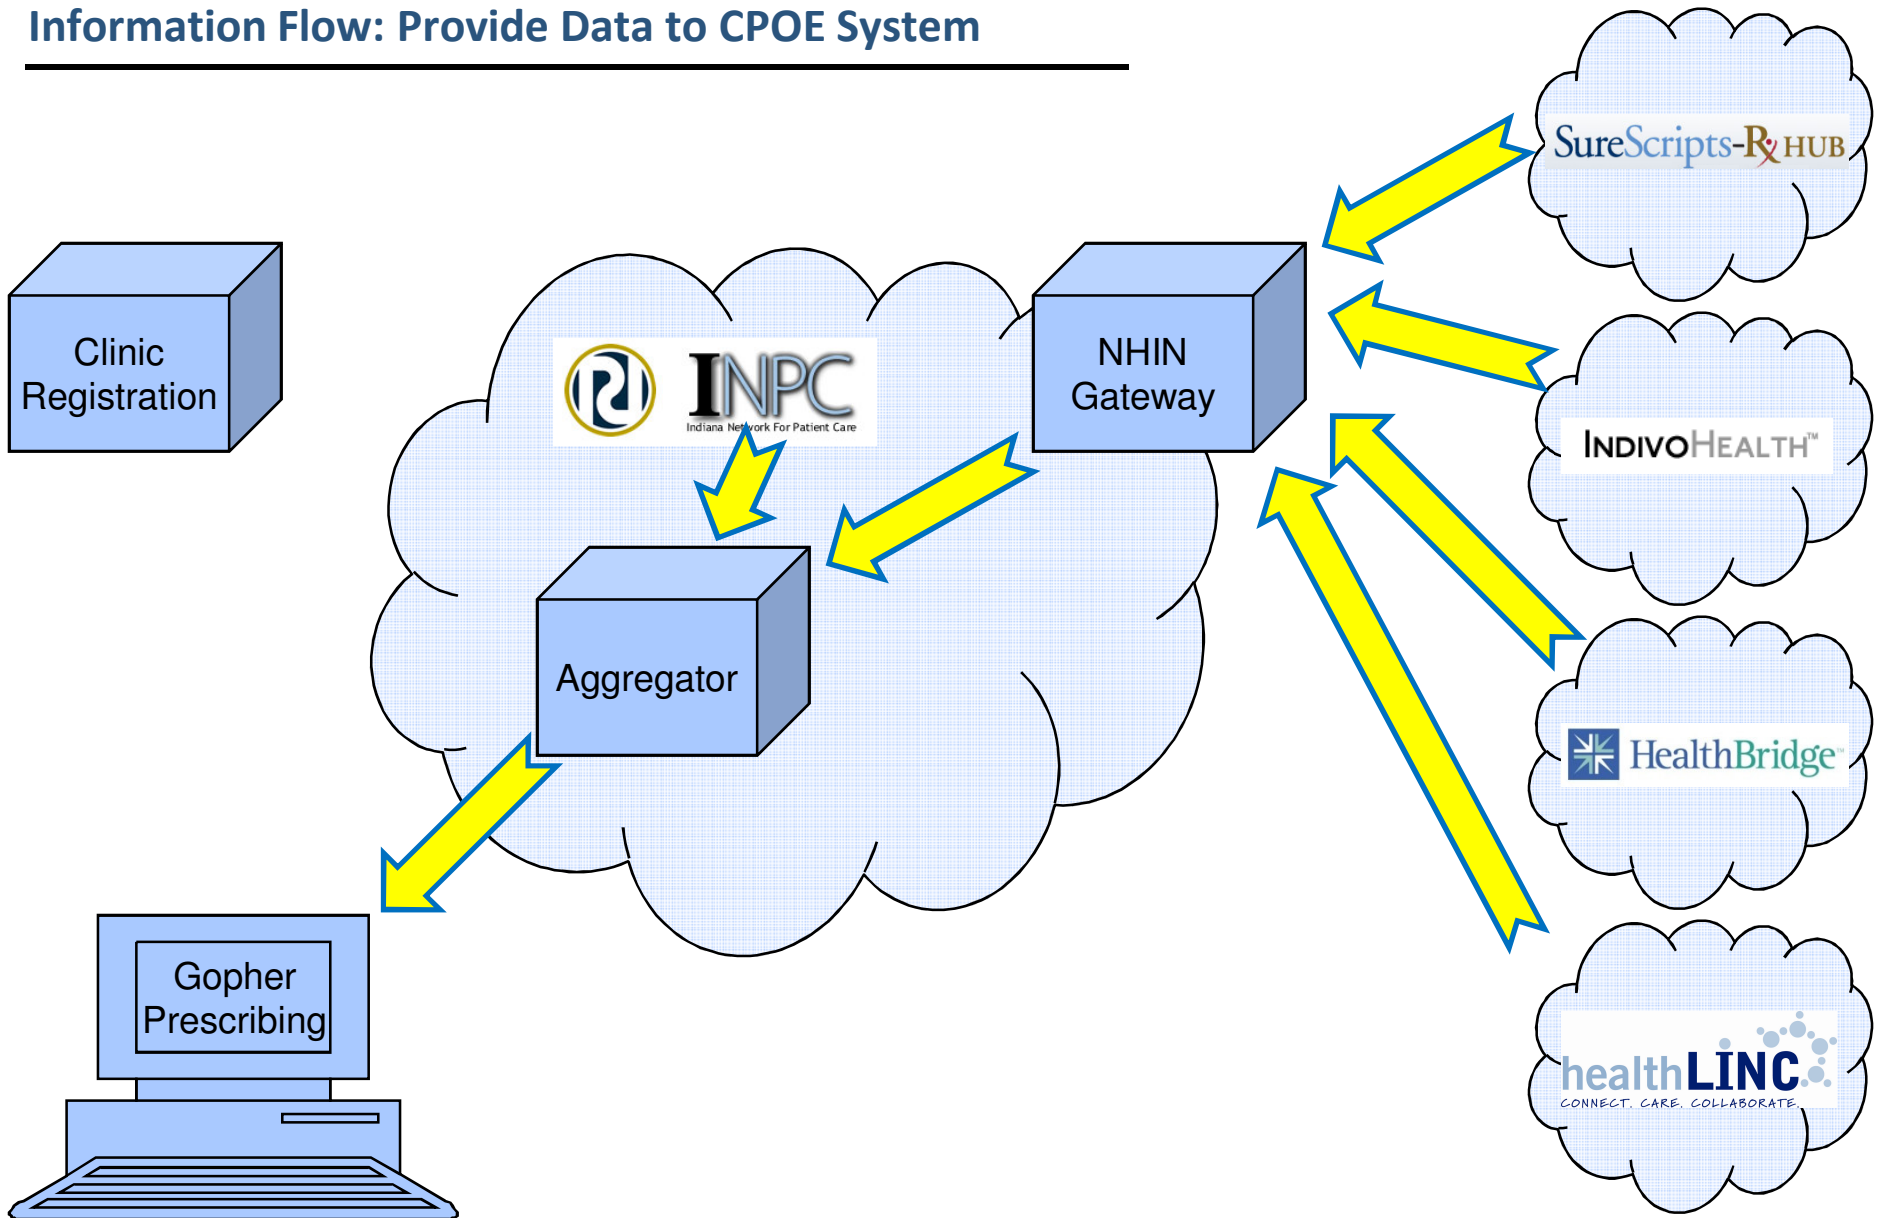 Information Flow: Provide Data to CPOE System
SureScripts-Rx HUB
Clinic
Registration
INPC
Indiana Network For Patient Care
NHIN
Gateway
INDIVOHEALTH™
Aggregator
HealthBridge™
Gopher
Prescribing
healthLINC
CONNECT. CARE. COLLABORATE.